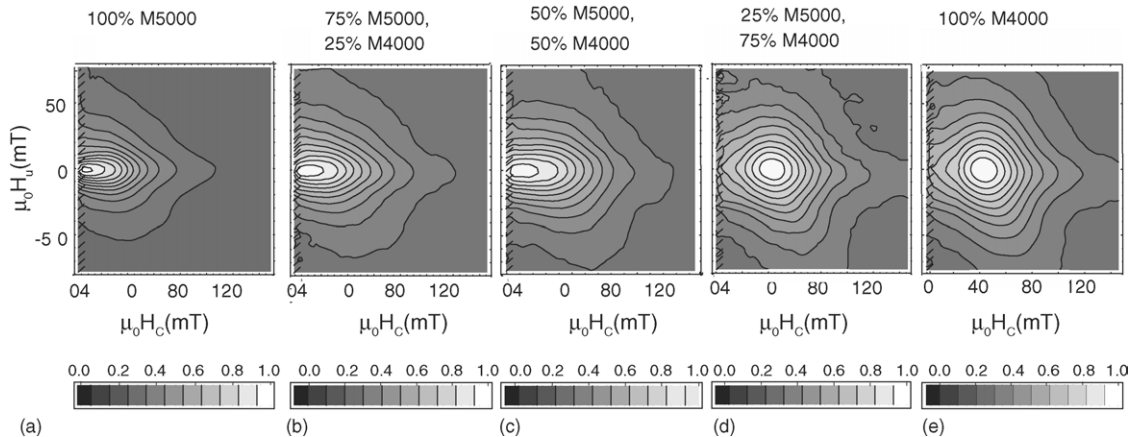 100% M5000
75% M5000,
25% M4000
50% M5000,
50% M4000
25% M5000,
75% M4000
100% M4000
μ₀Hᵤ(mT)
50
0
-5 0
04 0 80 120
04 0 80 120
04 0 80 120
04 0 80 120
0 40 80 120
μ₀H_C(mT)
μ₀H_C(mT)
μ₀H_C(mT)
μ₀H_C(mT)
μ₀H_C(mT)
0.0 0.2 0.4 0.6 0.8 1.0
0.0 0.2 0.4 0.6 0.8 1.0
0.0 0.2 0.4 0.6 0.8 1.0
0.0 0.2 0.4 0.6 0.8 1.0
0.0 0.2 0.4 0.6 0.8 1.0
(a)
(b)
(c)
(d)
(e)